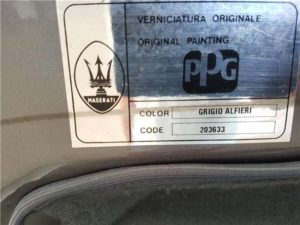 VERNICIATURA ORIGINALE
ORIGINAL PAINTING
PPG
MASERATI
COLOR GRIGIO ALFIERI
CODE 203633